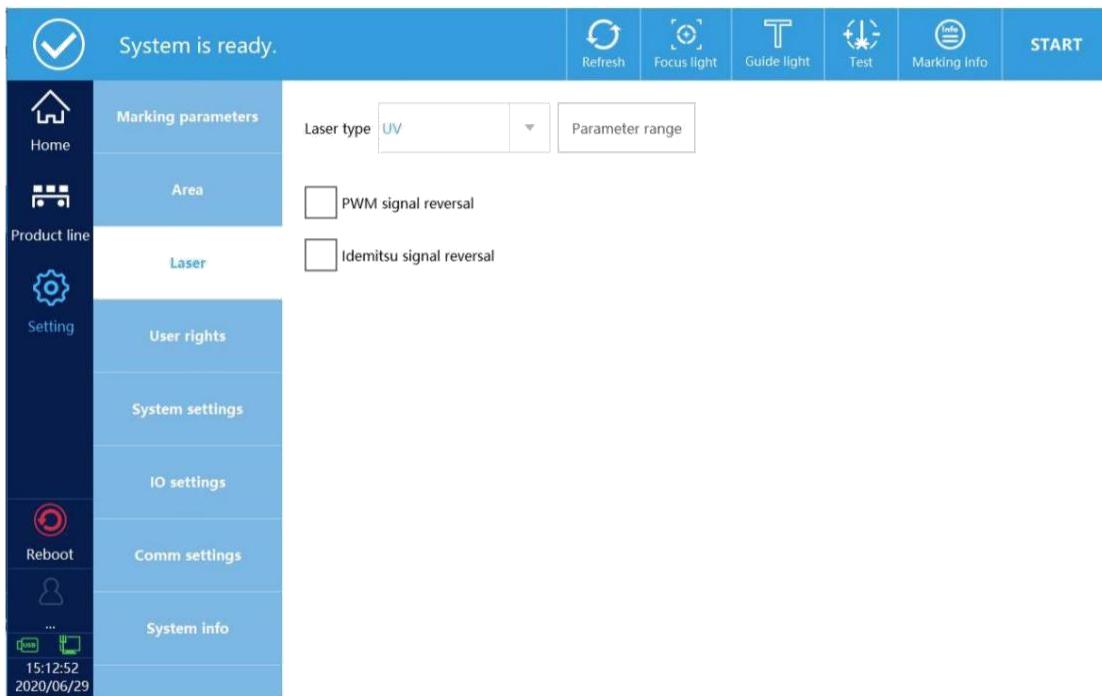 System is ready.
Refresh
Focus light
Guide light
Test
Info
Marking info
START
Home
Product line
Setting
Reboot
...
USB
15:12:52
2020/06/29
Marking parameters
Area
Laser
User rights
System settings
IO settings
Comm settings
System info
Laser type UV
Parameter range
PWM signal reversal
Idemitsu signal reversal